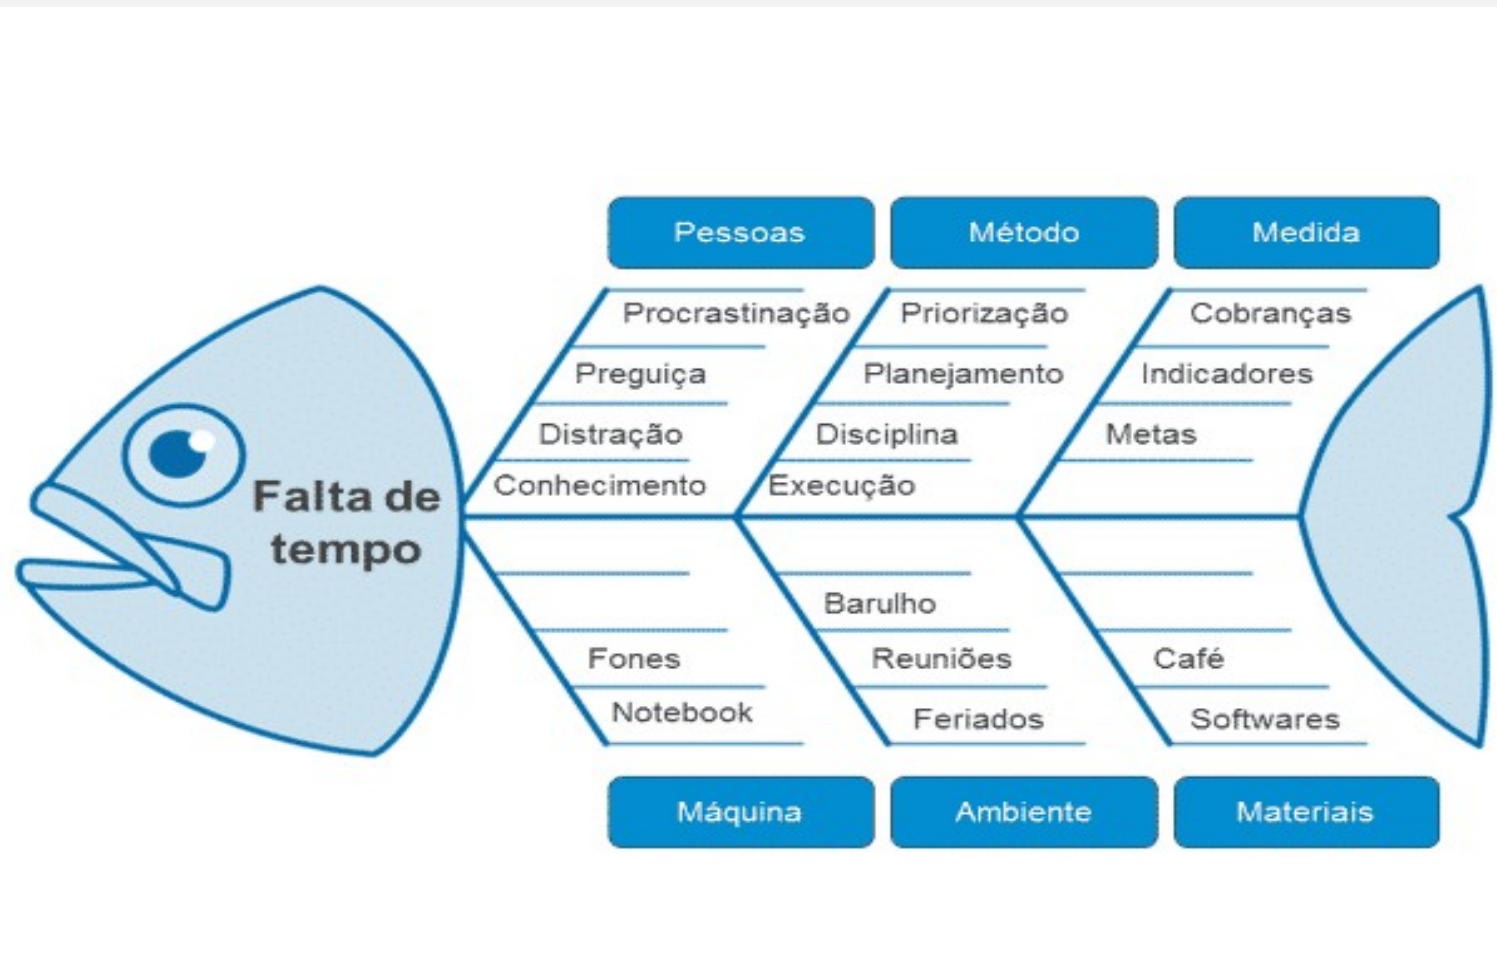 Pessoas
Método
Medida
Procrastinação
Priorização
Cobranças
Preguiça
Planejamento
Indicadores
Distração
Disciplina
Metas
Conhecimento
Execução
Falta de
tempo
Barulho
Fones
Reuniões
Café
Notebook
Feriados
Softwares
Máquina
Ambiente
Materiais